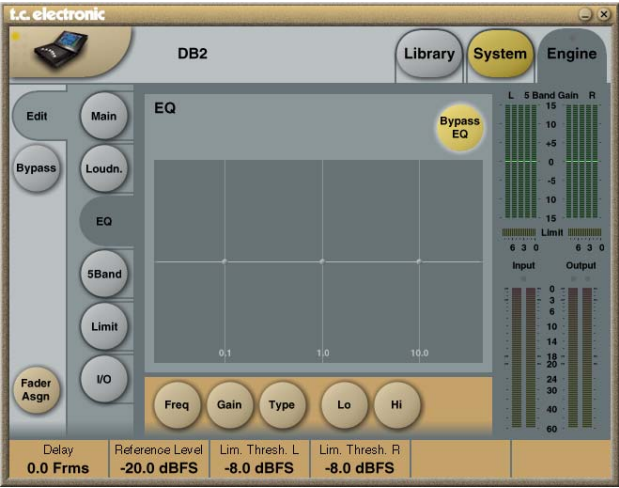 t.c. electronic
DB2
Library
System
Engine
Edit
Bypass
Fader
Asgn
Main
Loudn.
EQ
5Band
Limit
I/O
EQ
Bypass
EQ
0,1
1,0
10,0
Freq
Gain
Type
Lo
Hi
L 5 Band Gain R
15
10
+5
0
-5
10
15
Limit
6 3 0
6 3 0
Input
Output
0
3
6
10
14
18
20
24
30
40
60
Delay
0.0 Frms
Reference Level
-20.0 dBFS
Lim. Thresh. L
-8.0 dBFS
Lim. Thresh. R
-8.0 dBFS